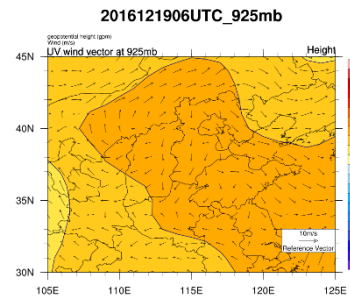 2016121906UTC_925mb
geopotential height (gpm)
Wind (m/s)
UV wind vector at 925mb
Height
45N
40N
35N
30N
10m/s
Reference Vector
105E 110E 115E 120E 125E